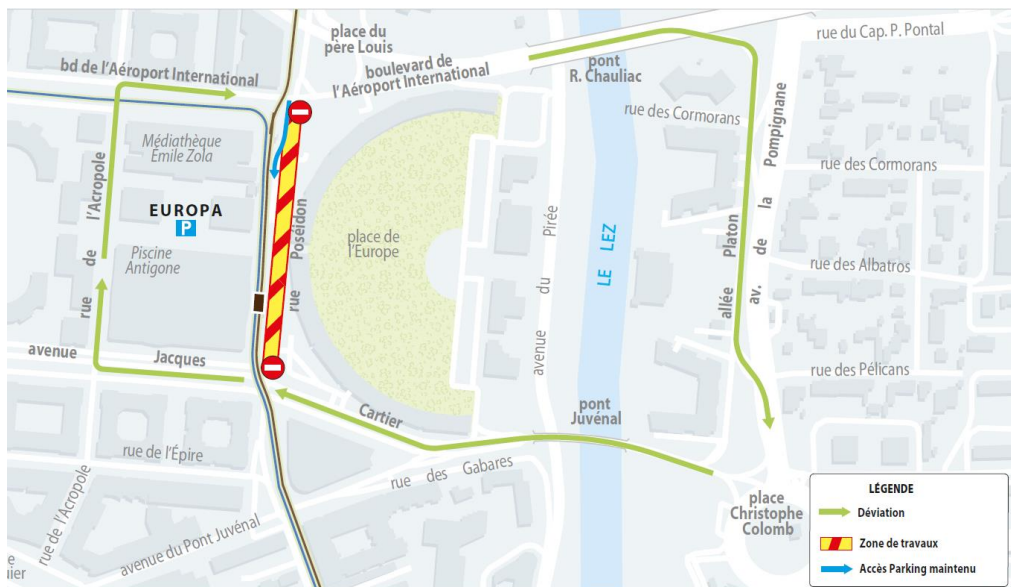 place du
père Louis
rue du Cap. P. Pontal
boulevard de
l'Aéroport International
pont
R. Chauliac
bd de l'Aéroport International
rue des Cormorans
Médiathèque
Émile Zola
rue des Cormorans
EUROPA
P
Piscine
Antigone
rue de l'Acropole
rue Poséidon
place de
l'Europe
avenue du Pirée
LE LEZ
allée Platon
av. de la Pompignane
rue des Albatros
rue des Pélicans
avenue Jacques Cartier
pont
Juvénal
rue de l'Épire
rue des Gabares
rue de l'Acropole
avenue du Pont Juvénal
place
Christophe
Colomb
LÉGENDE
Déviation
Zone de travaux
Accès Parking maintenu